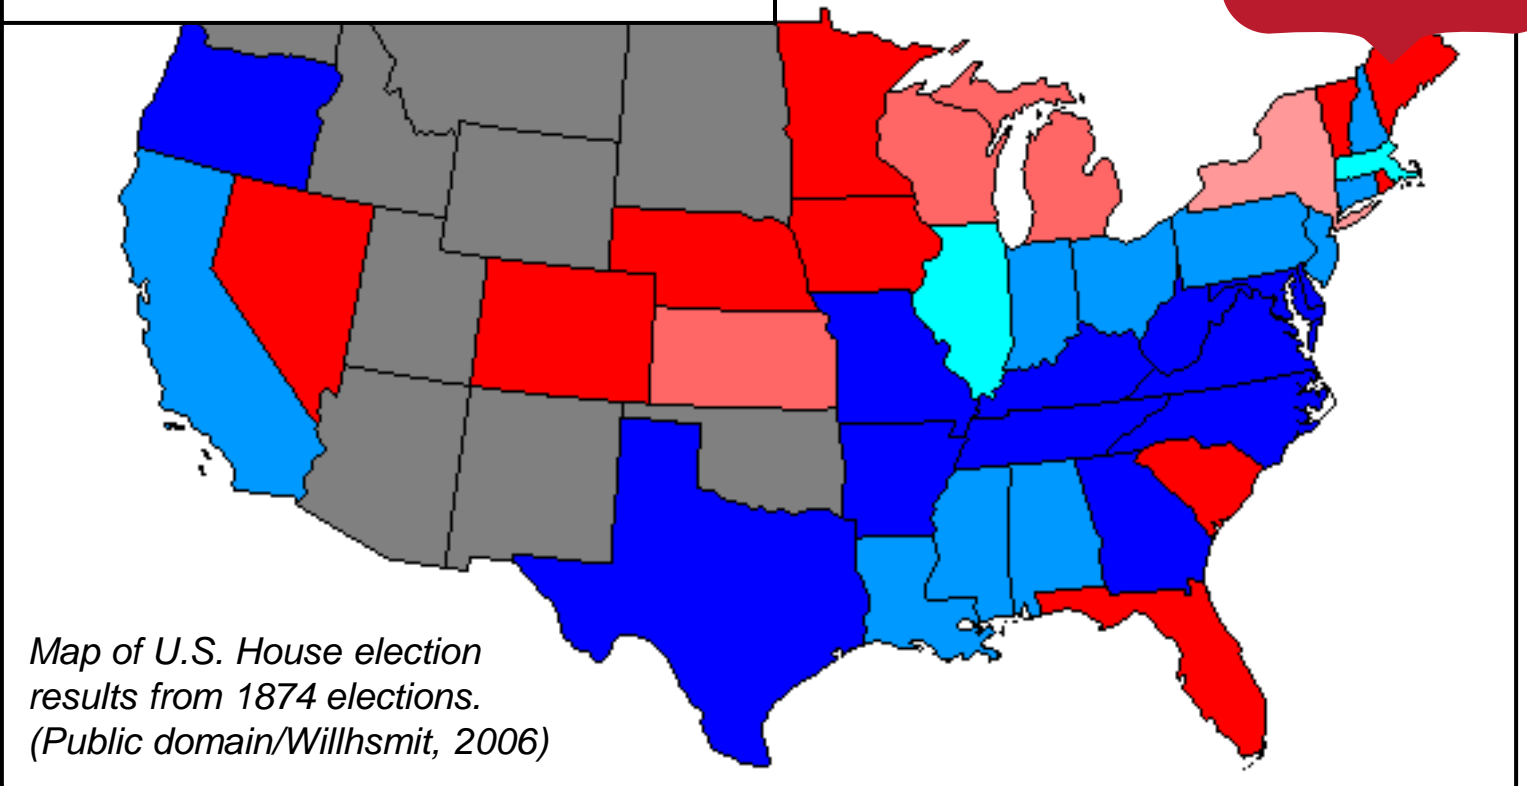 Map of U.S. House election
results from 1874 elections.
(Public domain/Willhsmit, 2006)